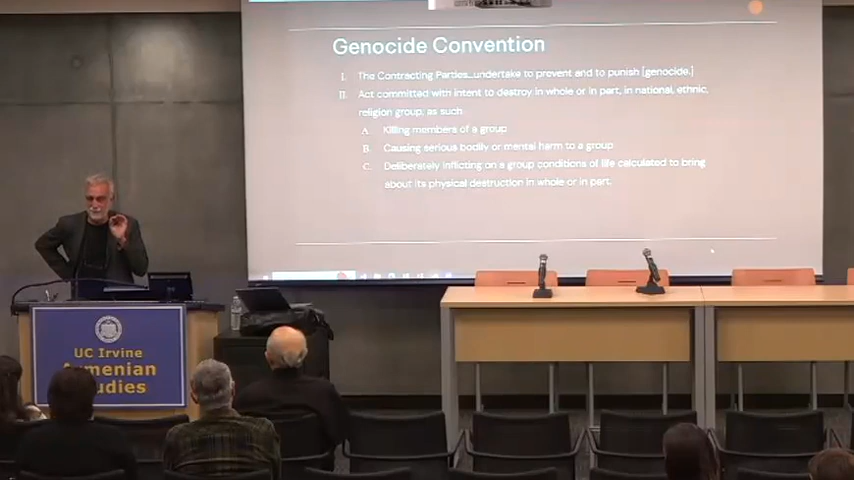 Genocide Convention
I. The Contracting Parties...undertake to prevent and to punish [genocide.]
II. Act committed with intent to destroy in whole or in part, in national, ethnic,
religion group, as such
A. Killing members of a group
B. Causing serious bodily or mental harm to a group
C. Deliberately inflicting on a group conditions of life calculated to bring
about its physical destruction in whole or in part.
UC Irvine
Armenian
Studies